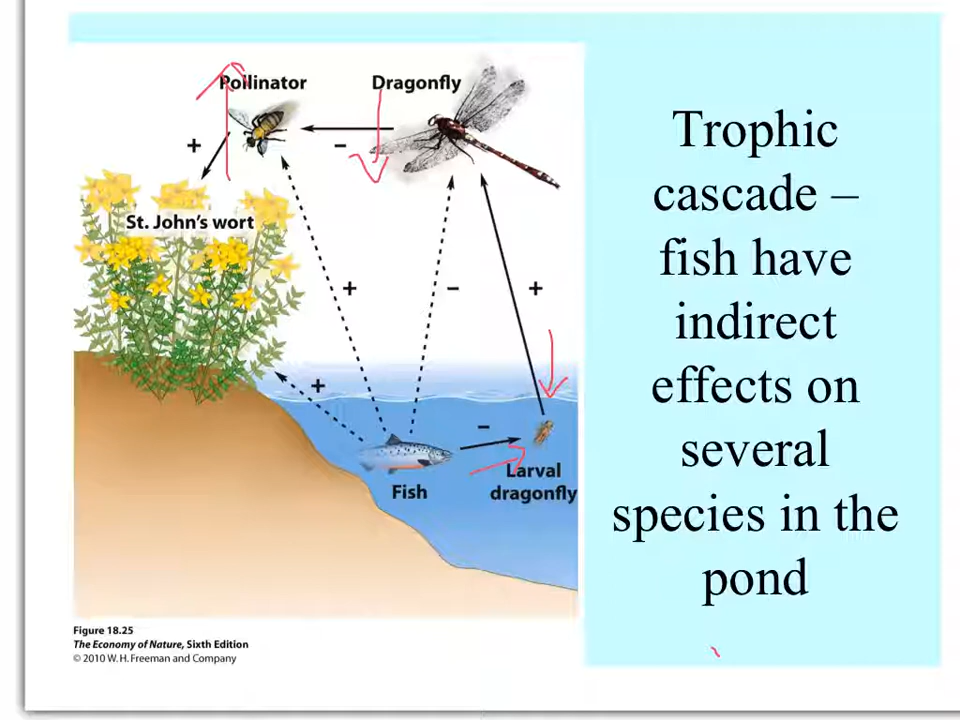 Pollinator
Dragonfly
+
−
St. John's wort
+
−
+
+
−
Larval
dragonfly
Fish
Figure 18.25
The Economy of Nature, Sixth Edition
© 2010 W. H. Freeman and Company
Trophic
cascade –
fish have
indirect
effects on
several
species in the
pond